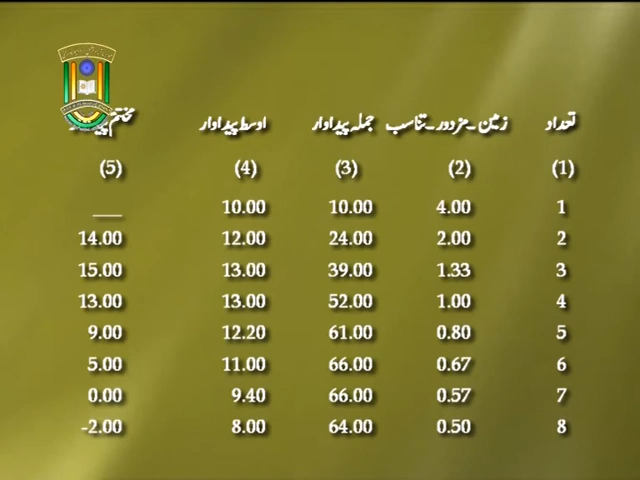 تعداد زمین-مزدور-تناسب جملہ پیداوار اوسط پیداوار مختتم
(1) (2) (3) (4) (5)
1 4.00 10.00 10.00 ___
2 2.00 24.00 12.00 14.00
3 1.33 39.00 13.00 15.00
4 1.00 52.00 13.00 13.00
5 0.80 61.00 12.20 9.00
6 0.67 66.00 11.00 5.00
7 0.57 66.00 9.40 0.00
8 0.50 64.00 8.00 -2.00